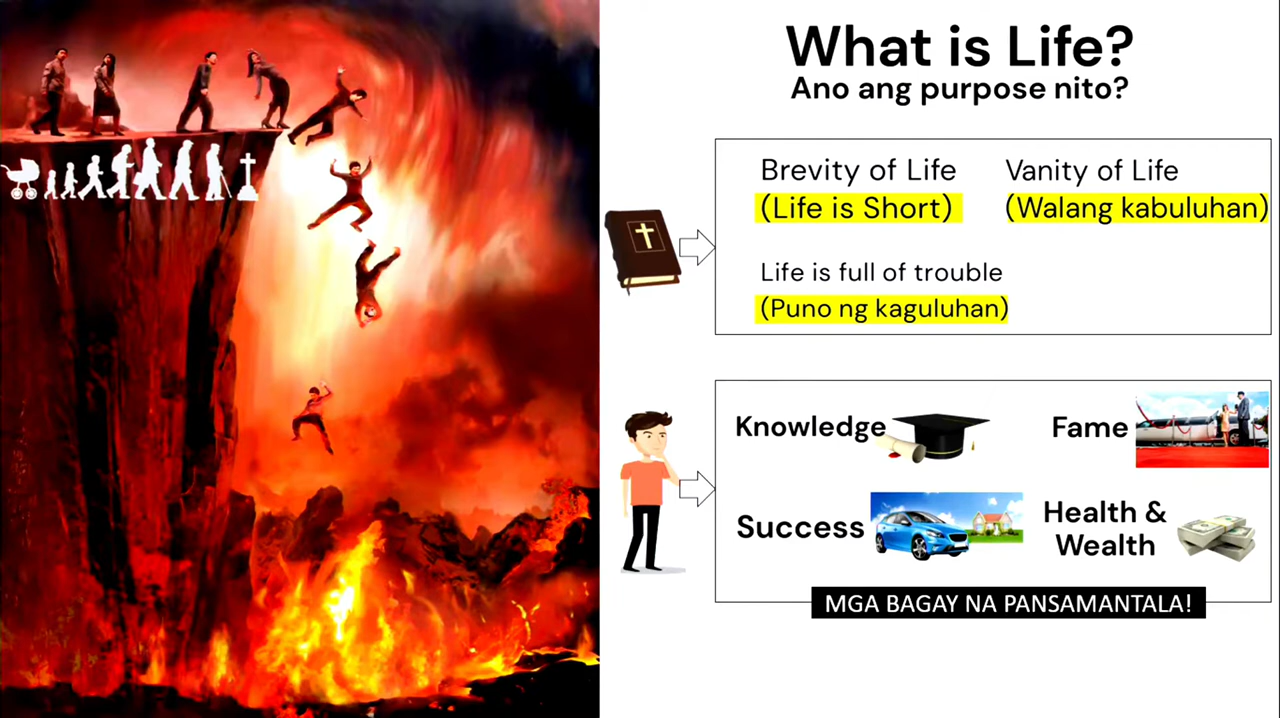 What is Life?
Ano ang purpose nito?
Brevity of Life
(Life is Short)
Vanity of Life
(Walang kabuluhan)
Life is full of trouble
(Puno ng kaguluhan)
Knowledge
Fame
Success
Health &
Wealth
MGA BAGAY NA PANSAMANTALA!